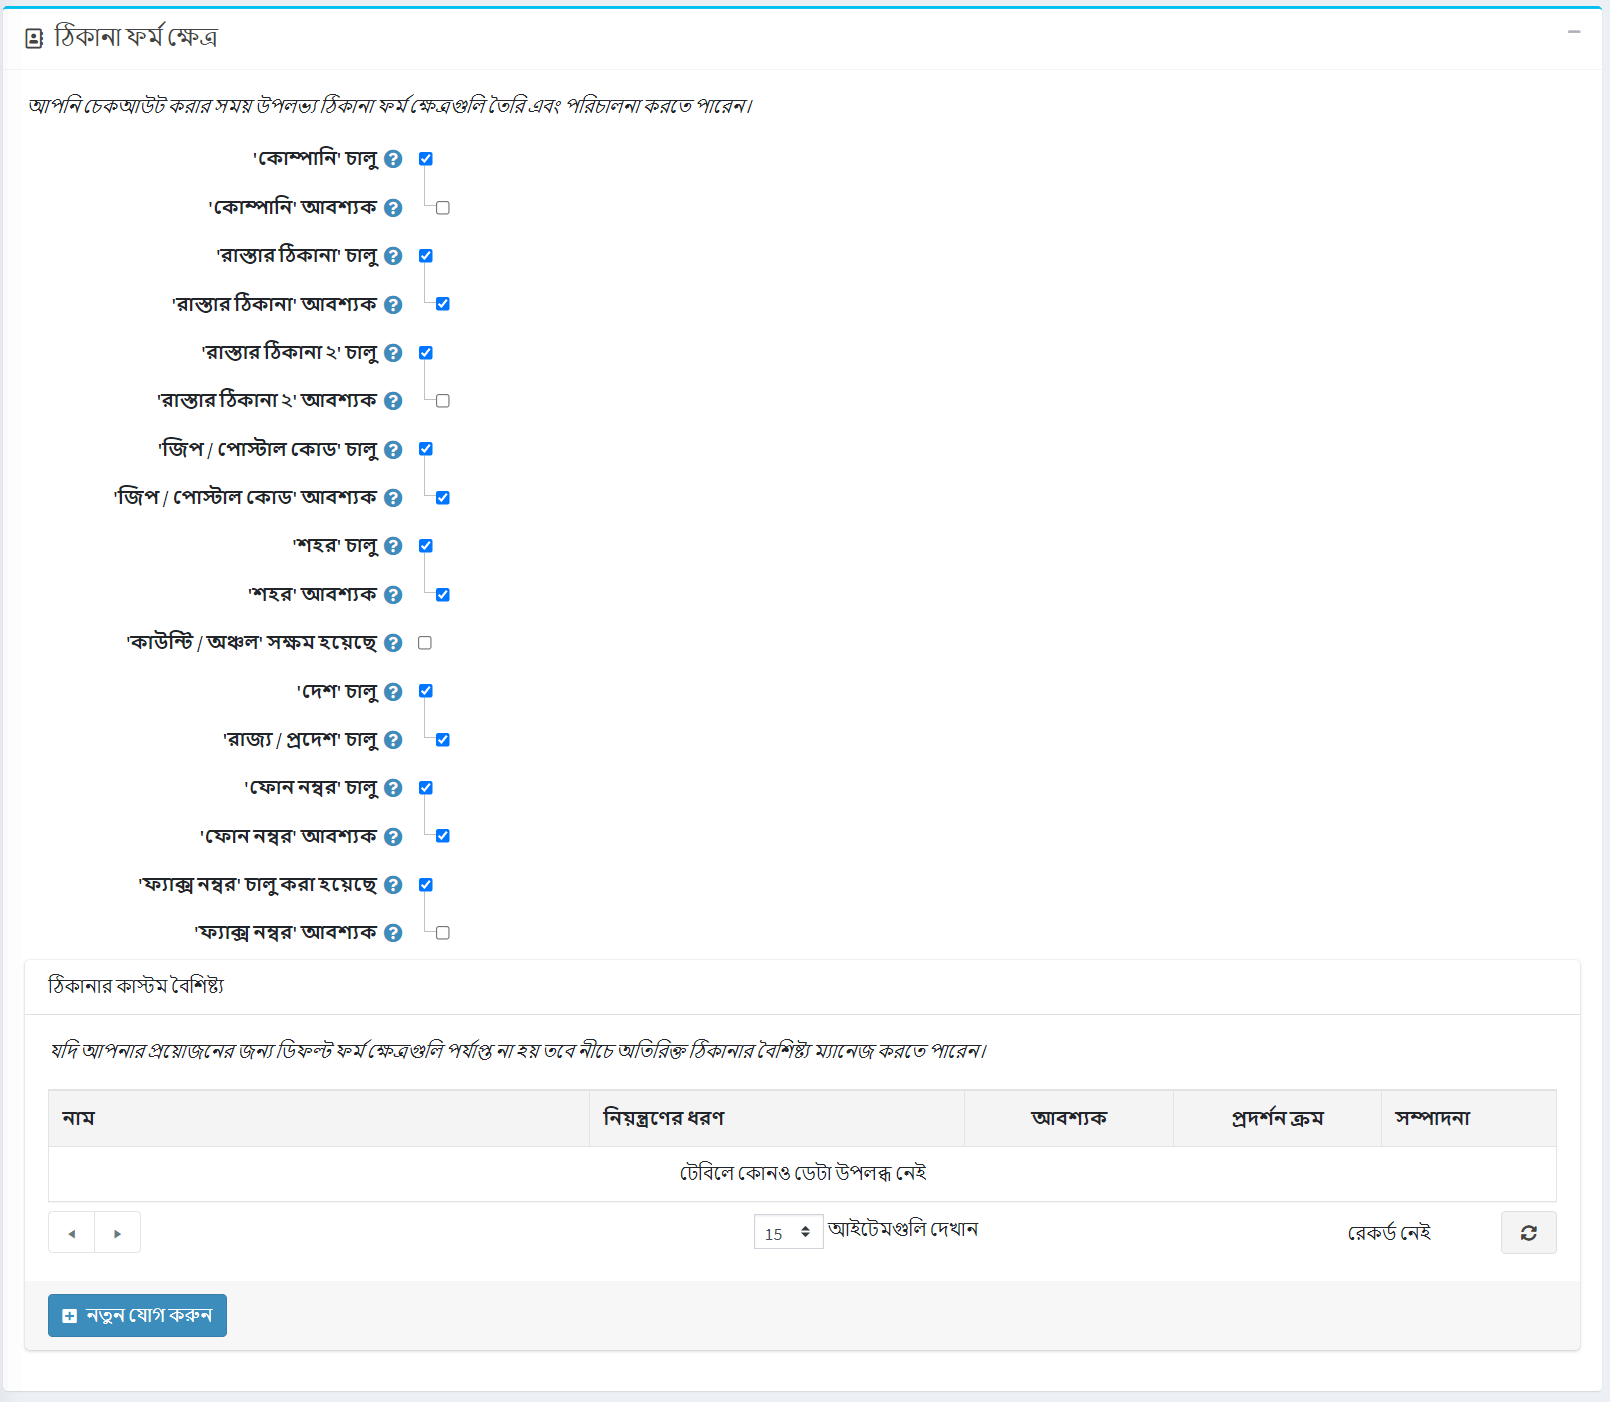 ঠিকানা ফর্ম ক্ষেত্র
আপনি চেকআউট করার সময় উপলভ্য ঠিকানা ফর্ম ক্ষেত্রগুলি তৈরি এবং পরিচালনা করতে পারেন।
'কোম্পানি' চালু
'কোম্পানি' আবশ্যক
'রাস্তার ঠিকানা' চালু
'রাস্তার ঠিকানা' আবশ্যক
'রাস্তার ঠিকানা ২' চালু
'রাস্তার ঠিকানা ২' আবশ্যক
'জিপ / পোস্টাল কোড' চালু
'জিপ / পোস্টাল কোড' আবশ্যক
'শহর' চালু
'শহর' আবশ্যক
'কাউন্টি / অঞ্চল' সক্ষম হয়েছে
'দেশ' চালু
'রাজ্য / প্রদেশ' চালু
'ফোন নম্বর' চালু
'ফোন নম্বর' আবশ্যক
'ফ্যাক্স নম্বর' চালু করা হয়েছে
'ফ্যাক্স নম্বর' আবশ্যক
ঠিকানার কাস্টম বৈশিষ্ট্য
যদি আপনার প্রয়োজনের জন্য ডিফল্ট ফর্ম ক্ষেত্রগুলি পর্যাপ্ত না হয় তবে নীচে অতিরিক্ত ঠিকানার বৈশিষ্ট্য ম্যানেজ করতে পারেন।
নাম নিয়ন্ত্রণের ধরণ আবশ্যক প্রদর্শন ক্রম সম্পাদনা
টেবিলে কোনও ডেটা উপলব্ধ নেই
15 আইটেমগুলি দেখান রেকর্ড নেই
নতুন যোগ করুন